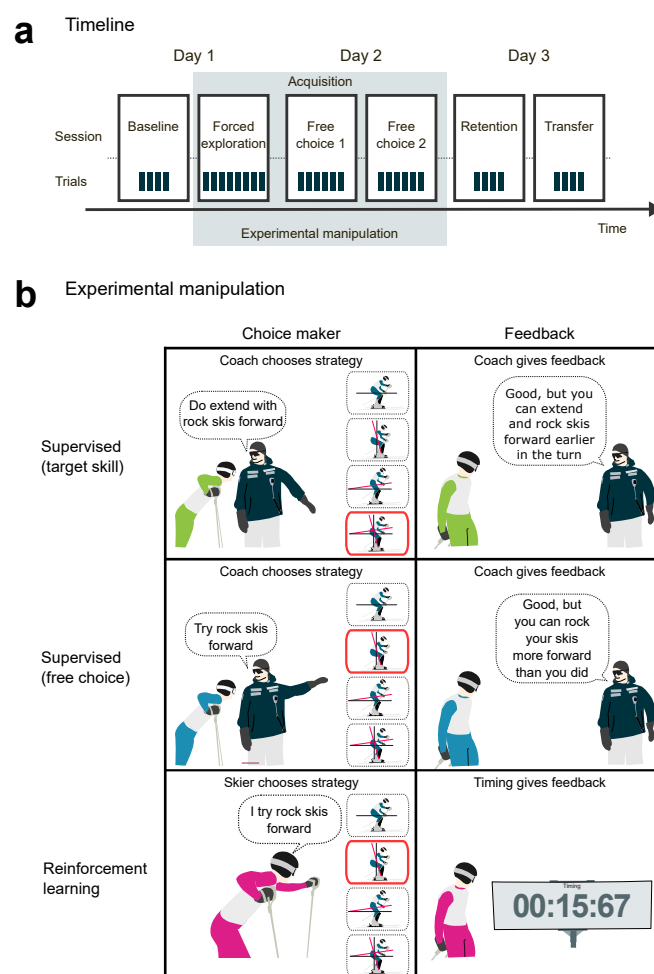 a Timeline
Day 1 Day 2 Day 3
Acquisition
Session
Baseline
Forced
exploration
Free
choice 1
Free
choice 2
Retention
Transfer
Trials
Time
Experimental manipulation
b Experimental manipulation
Choice maker
Feedback
Supervised
(target skill)
Coach chooses strategy
Do extend with
rock skis forward
Coach gives feedback
Good, but you
can extend
and rock skis
forward earlier
in the turn
Supervised
(free choice)
Coach chooses strategy
Try rock skis
forward
Coach gives feedback
Good, but
you can rock
your skis
more forward
than you did
Reinforcement
learning
Skier chooses strategy
I try rock skis
forward
Timing gives feedback
Timing
00:15:67